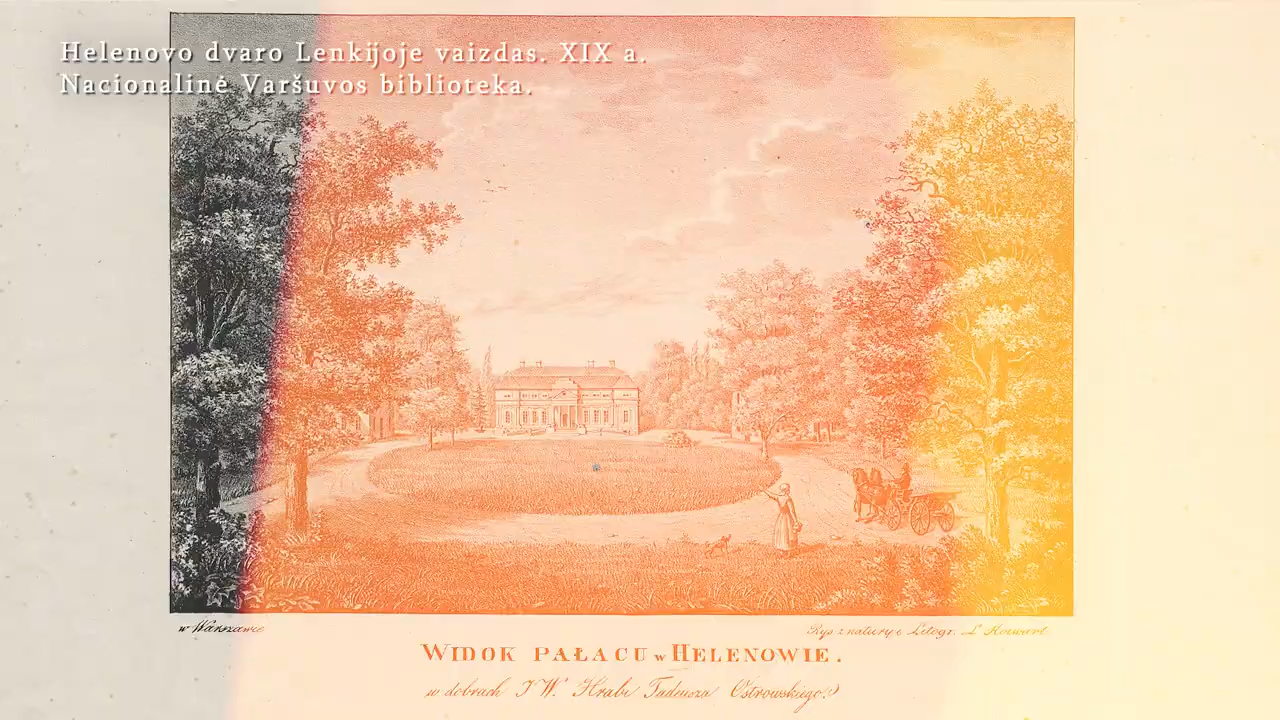 Helenovo dvaro Lenkijoje vaizdas. XIX a.
Nacionalinė Varšuvos biblioteka.
w Warszawie
Rys z natury i Litogr. L. Horwart
WIDOK PAŁACU w HELENOWIE.
w dobrach J. W. Hrabi Tadeusza Ostrowskiego.